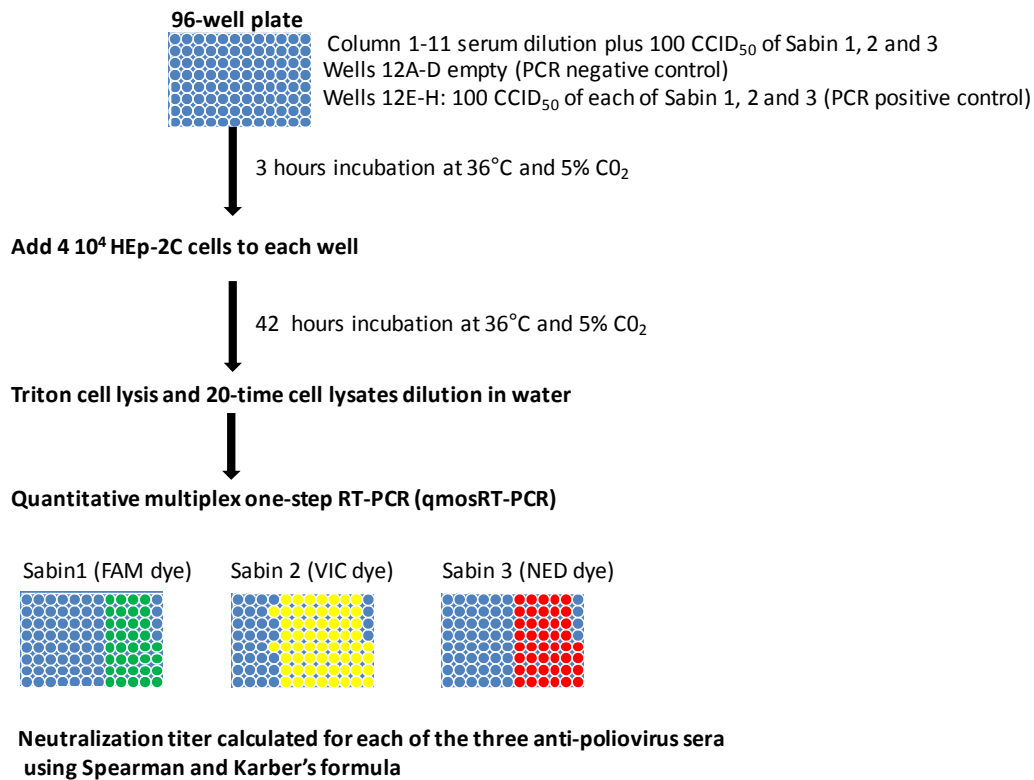 96-well plate
Column 1-11 serum dilution plus 100 CCID₅₀ of Sabin 1, 2 and 3
Wells 12A-D empty (PCR negative control)
Wells 12E-H: 100 CCID₅₀ of each of Sabin 1, 2 and 3 (PCR positive control)
3 hours incubation at 36°C and 5% C0₂
Add 4 10⁴ HEp-2C cells to each well
42 hours incubation at 36°C and 5% C0₂
Triton cell lysis and 20-time cell lysates dilution in water
Quantitative multiplex one-step RT-PCR (qmosRT-PCR)
Sabin1 (FAM dye) Sabin 2 (VIC dye) Sabin 3 (NED dye)
Neutralization titer calculated for each of the three anti-poliovirus sera
using Spearman and Karber's formula